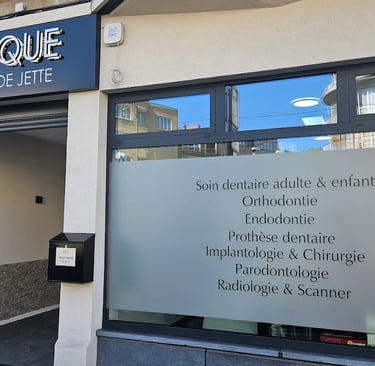 QUE
DE JETTE
Soin dentaire adulte & enfant
Orthodontie
Endodontie
Prothèse dentaire
Implantologie & Chirurgie
Parodontologie
Radiologie & Scanner